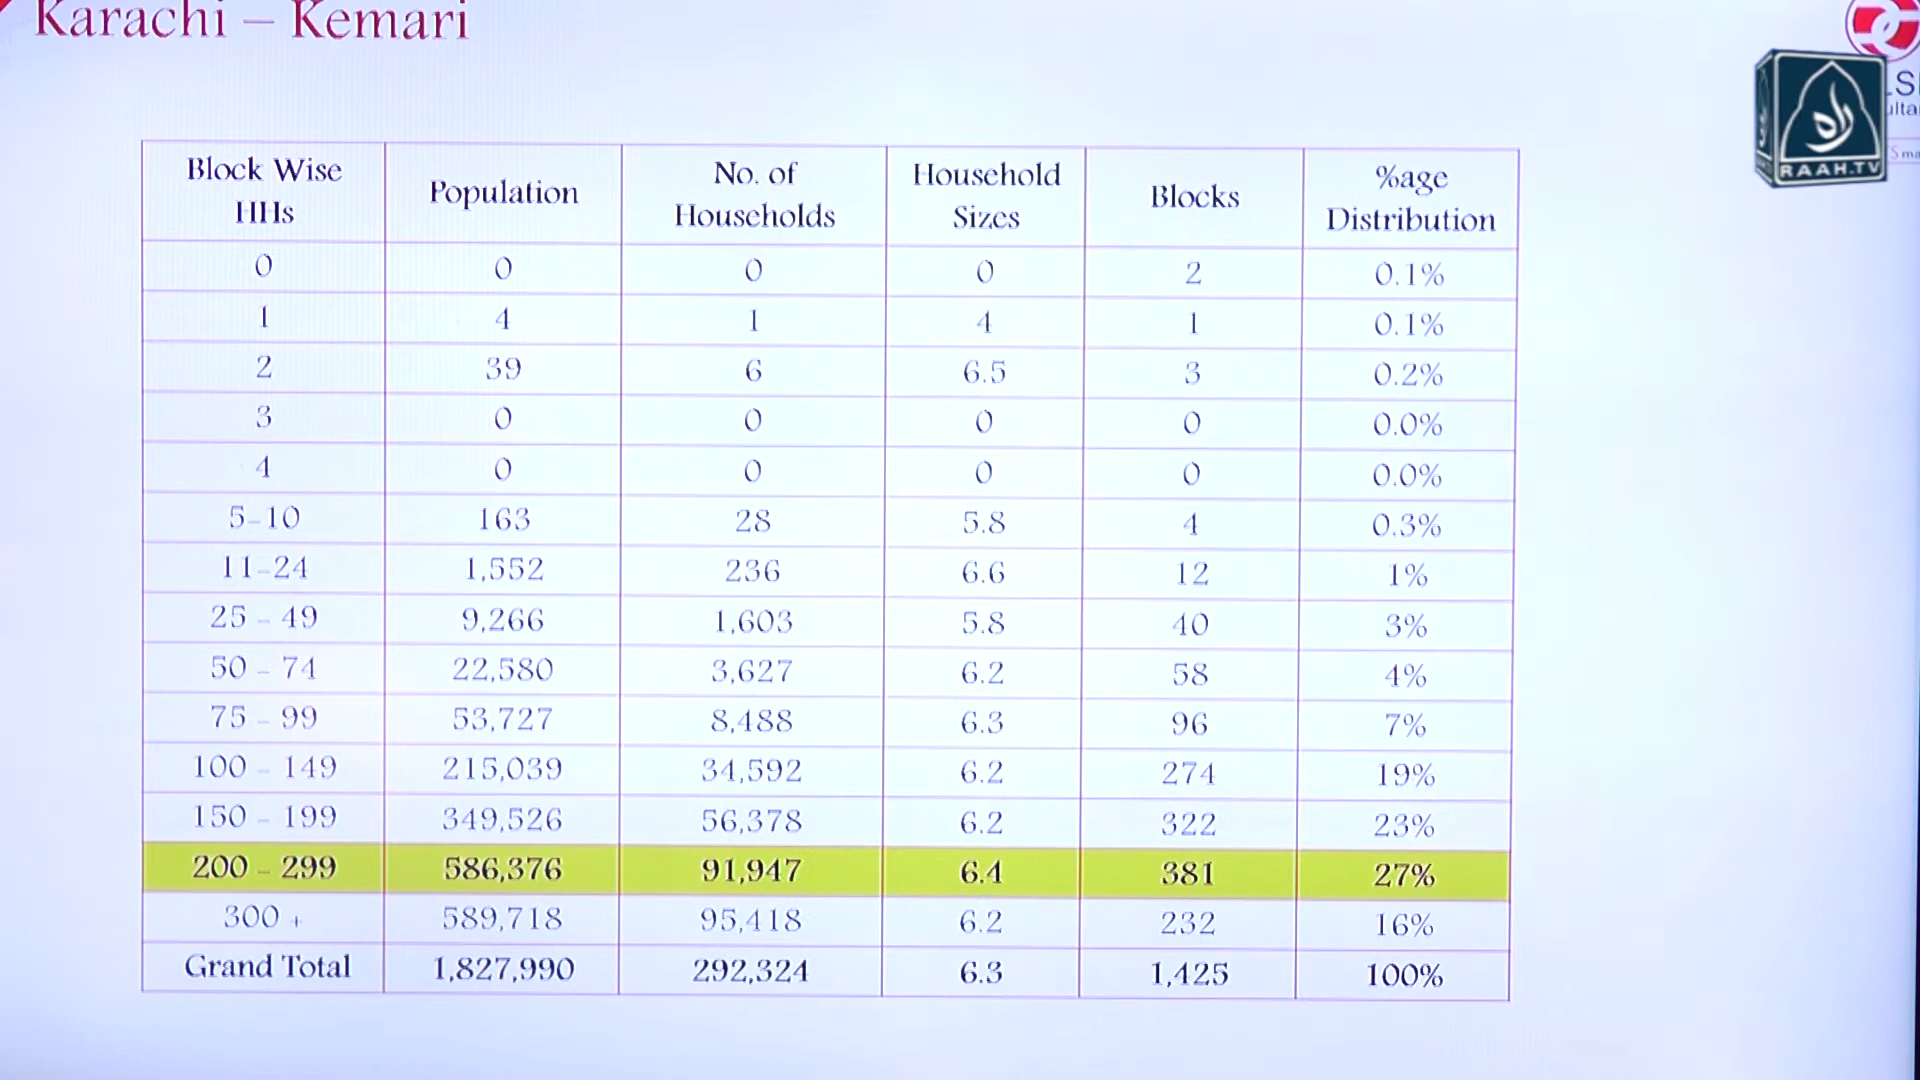 Karachi – Kemari
Block Wise HHs Population No. of Households Household Sizes Blocks %age Distribution
0 0 0 0 2 0.1%
1 4 1 4 1 0.1%
2 39 6 6.5 3 0.2%
3 0 0 0 0 0.0%
4 0 0 0 0 0.0%
5-10 163 28 5.8 4 0.3%
11-24 1,552 236 6.6 12 1%
25 - 49 9,266 1,603 5.8 40 3%
50 - 74 22,580 3,627 6.2 58 4%
75 - 99 53,727 8,488 6.3 96 7%
100 - 149 215,039 34,592 6.2 274 19%
150 - 199 349,526 56,378 6.2 322 23%
200 - 299 586,376 91,947 6.4 381 27%
300 + 589,718 95,418 6.2 232 16%
Grand Total 1,827,990 292,324 6.3 1,425 100%
راہ
RAAH.TV